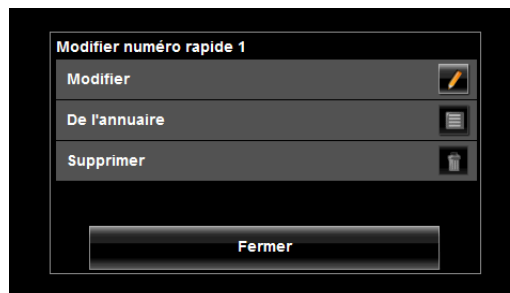 Modifier numéro rapide 1
Modifier
De l'annuaire
Supprimer
Fermer